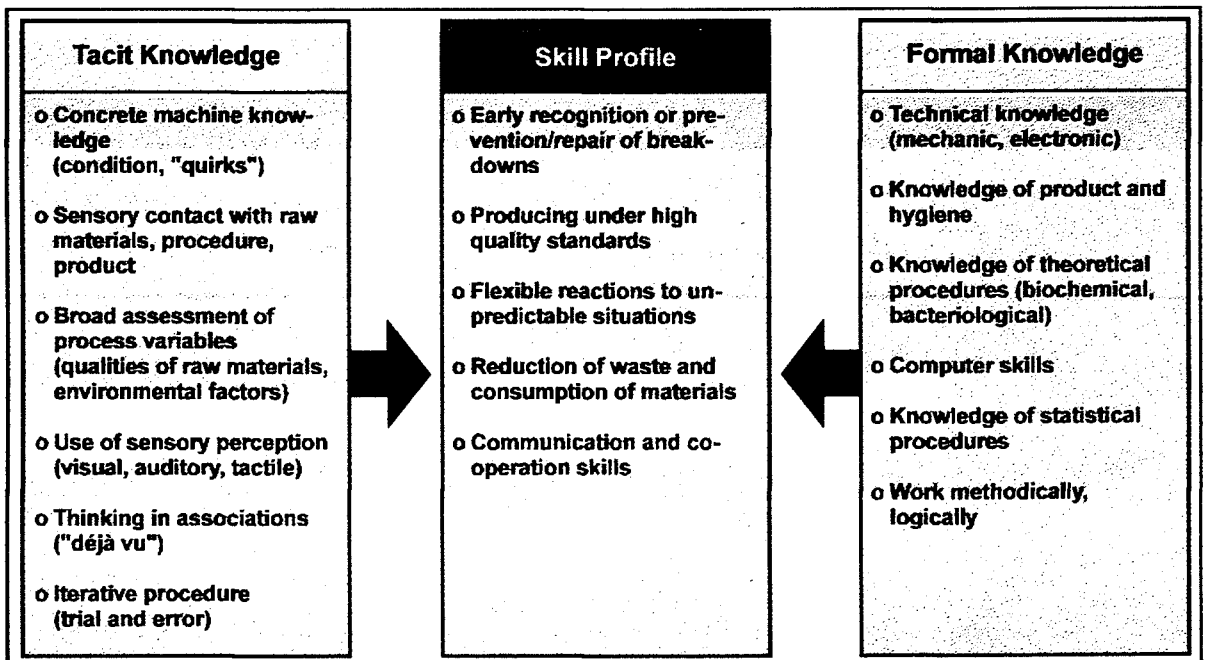 Tacit Knowledge
o Concrete machine know-
ledge
(condition, "quirks")
o Sensory contact with raw
materials, procedure,
product
o Broad assessment of
process variables
(qualities of raw materials,
environmental factors)
o Use of sensory perception
(visual, auditory, tactile)
o Thinking in associations
("déjà vu")
o Iterative procedure
(trial and error)
Skill Profile
o Early recognition or pre-
vention/repair of break-
downs
o Producing under high
quality standards
o Flexible reactions to un-
predictable situations
o Reduction of waste and
consumption of materials
o Communication and co-
operation skills
Formal Knowledge
o Technical knowledge
(mechanic, electronic)
o Knowledge of product and
hygiene
o Knowledge of theoretical
procedures (biochemical,
bacteriological)
o Computer skills
o Knowledge of statistical
procedures
o Work methodically,
logically